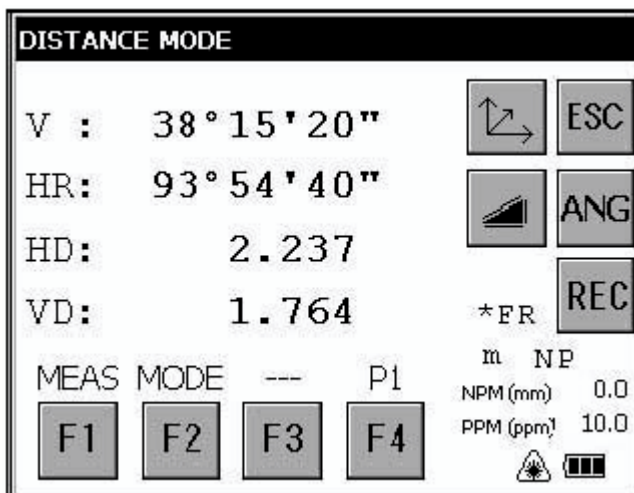 DISTANCE MODE
V : 38°15'20" ESC
HR: 93°54'40" ANG
HD: 2.237
VD: 1.764 *FR REC
m NP
MEAS MODE --- P1 NPM (mm) 0.0
F1 F2 F3 F4 PPM (ppm) 10.0